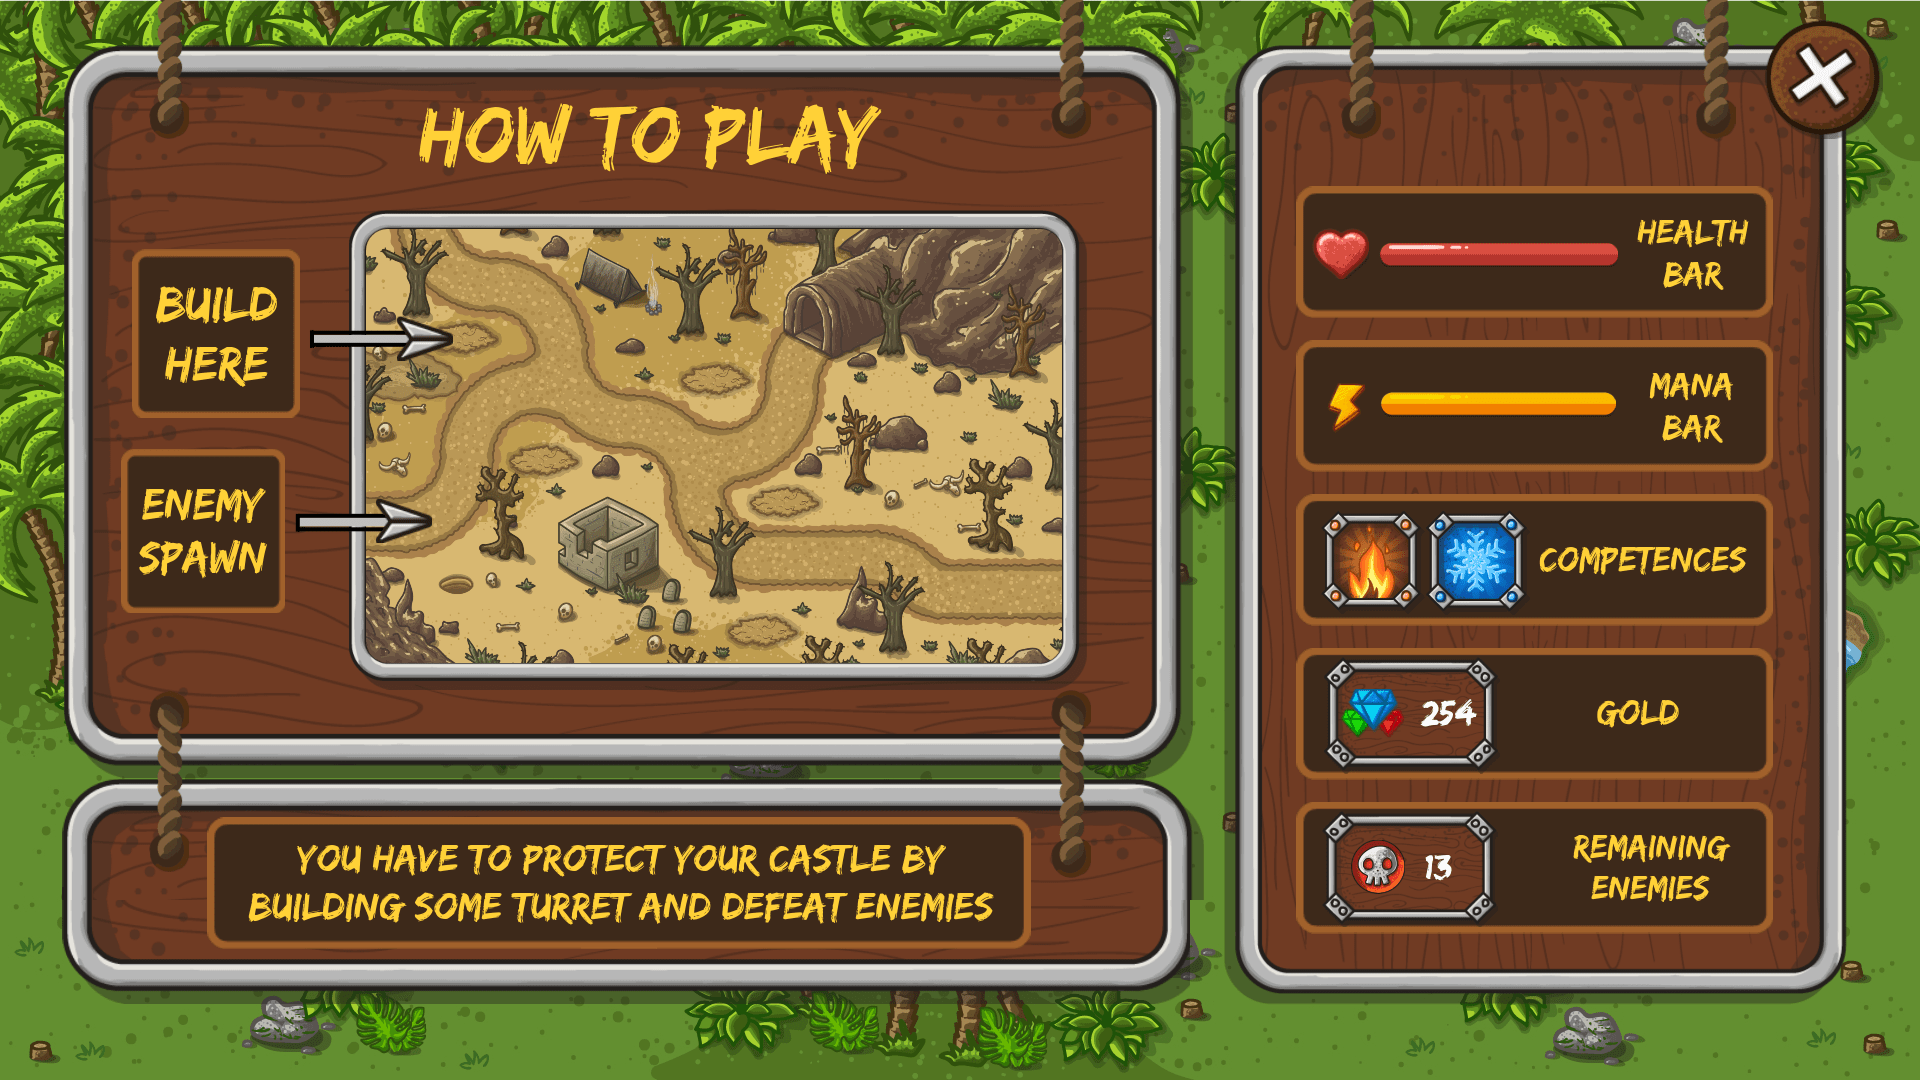 HOW TO PLAY
BUILD
HERE
ENEMY
SPAWN
YOU HAVE TO PROTECT YOUR CASTLE BY
BUILDING SOME TURRET AND DEFEAT ENEMIES
HEALTH
BAR
MANA
BAR
COMPETENCES
254
GOLD
13
REMAINING
ENEMIES